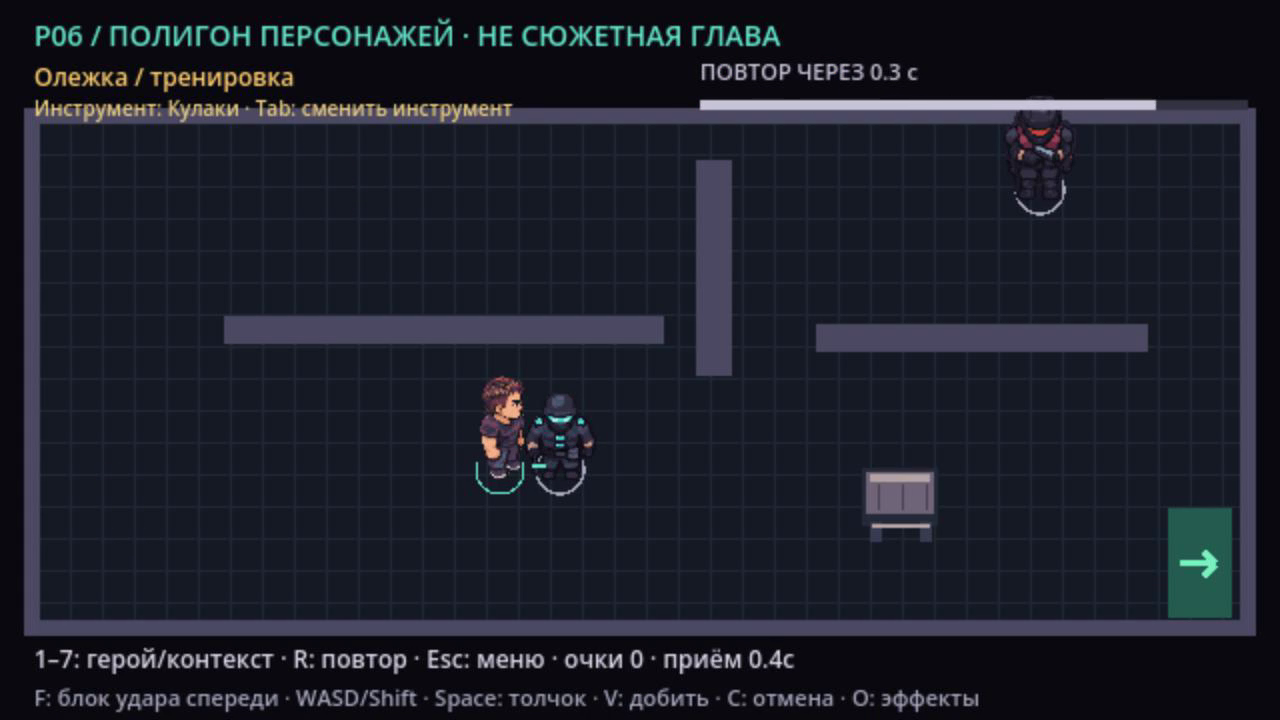 P06 / ПОЛИГОН ПЕРСОНАЖЕЙ · НЕ СЮЖЕТНАЯ ГЛАВА
Олежка / тренировка
ПОВТОР ЧЕРЕЗ 0.3 с
Инструмент: Кулаки · Tab: сменить инструмент
1–7: герой/контекст · R: повтор · Esc: меню · очки 0 · приём 0.4с
F: блок удара спереди · WASD/Shift · Space: толчок · V: добить · C: отмена · O: эффекты